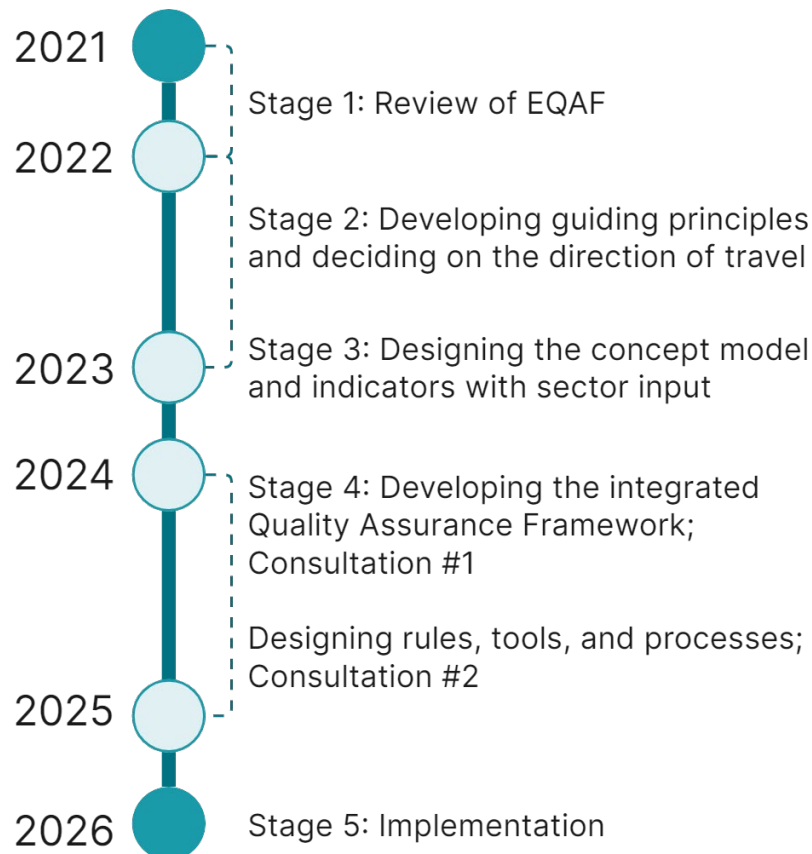 2021
Stage 1: Review of EQAF
2022
Stage 2: Developing guiding principles
and deciding on the direction of travel
2023
Stage 3: Designing the concept model
and indicators with sector input
2024
Stage 4: Developing the integrated
Quality Assurance Framework;
Consultation #1
Designing rules, tools, and processes;
Consultation #2
2025
2026
Stage 5: Implementation